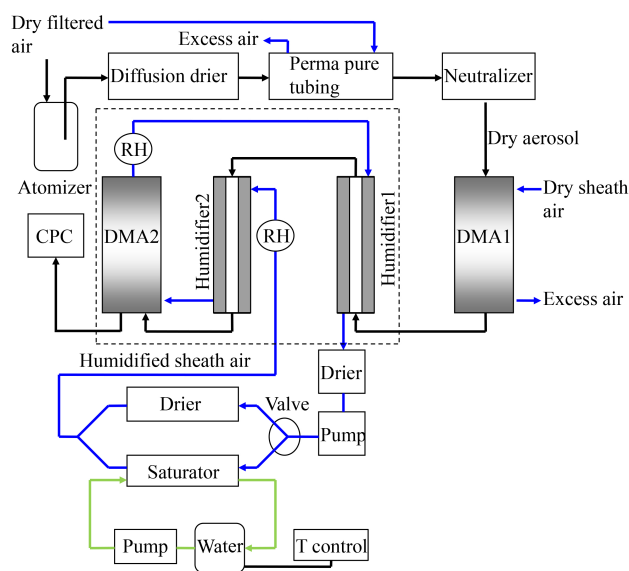 Dry filtered
air
Excess air
Diffusion drier
Perma pure
tubing
Neutralizer
Dry aerosol
Atomizer
RH
CPC
DMA2
Humidifier2
RH
Humidifier1
DMA1
Dry sheath
air
Excess air
Humidified sheath air
Drier
Drier
Valve
Pump
Saturator
Pump
Water
T control